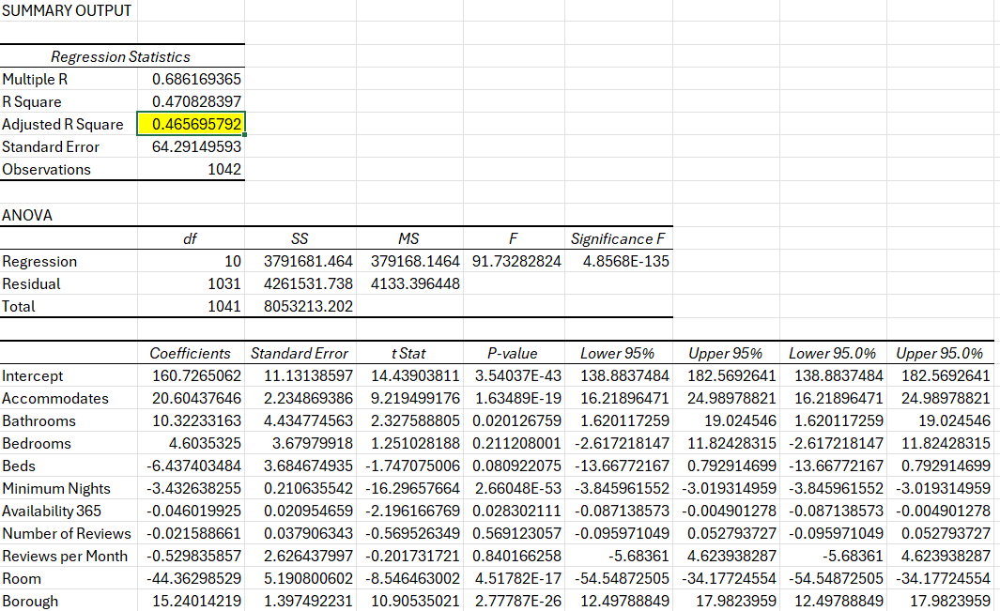 SUMMARY OUTPUT
Regression Statistics
Multiple R 0.686169365
R Square 0.470828397
Adjusted R Square 0.465695792
Standard Error 64.29149593
Observations 1042
ANOVA
df SS MS F Significance F
Regression 10 3791681.464 379168.1464 91.73282824 4.8568E-135
Residual 1031 4261531.738 4133.396448
Total 1041 8053213.202
Coefficients Standard Error t Stat P-value Lower 95% Upper 95% Lower 95.0% Upper 95.0%
Intercept 160.7265062 11.13138597 14.43903811 3.54037E-43 138.8837484 182.5692641 138.8837484 182.5692641
Accommodates 20.60437646 2.234869386 9.219499176 1.63489E-19 16.21896471 24.98978821 16.21896471 24.98978821
Bathrooms 10.32233163 4.434774563 2.327588805 0.020126759 1.620117259 19.024546 1.620117259 19.024546
Bedrooms 4.6035325 3.67979918 1.251028188 0.211208001 -2.617218147 11.82428315 -2.617218147 11.82428315
Beds -6.437403484 3.684674935 -1.747075006 0.080922075 -13.66772167 0.792914699 -13.66772167 0.792914699
Minimum Nights -3.432638255 0.210635542 -16.29657664 2.66048E-53 -3.845961552 -3.019314959 -3.845961552 -3.019314959
Availability 365 -0.046019925 0.020954659 -2.196166769 0.028302111 -0.087138573 -0.004901278 -0.087138573 -0.004901278
Number of Reviews -0.021588661 0.037906343 -0.569526349 0.569123057 -0.095971049 0.052793727 -0.095971049 0.052793727
Reviews per Month -0.529835857 2.626437997 -0.201731721 0.840166258 -5.68361 4.623938287 -5.68361 4.623938287
Room -44.36298529 5.190800602 -8.546463002 4.51782E-17 -54.54872505 -34.17724554 -54.54872505 -34.17724554
Borough 15.24014219 1.397492231 10.90535021 2.77787E-26 12.49788849 17.9823959 12.49788849 17.9823959